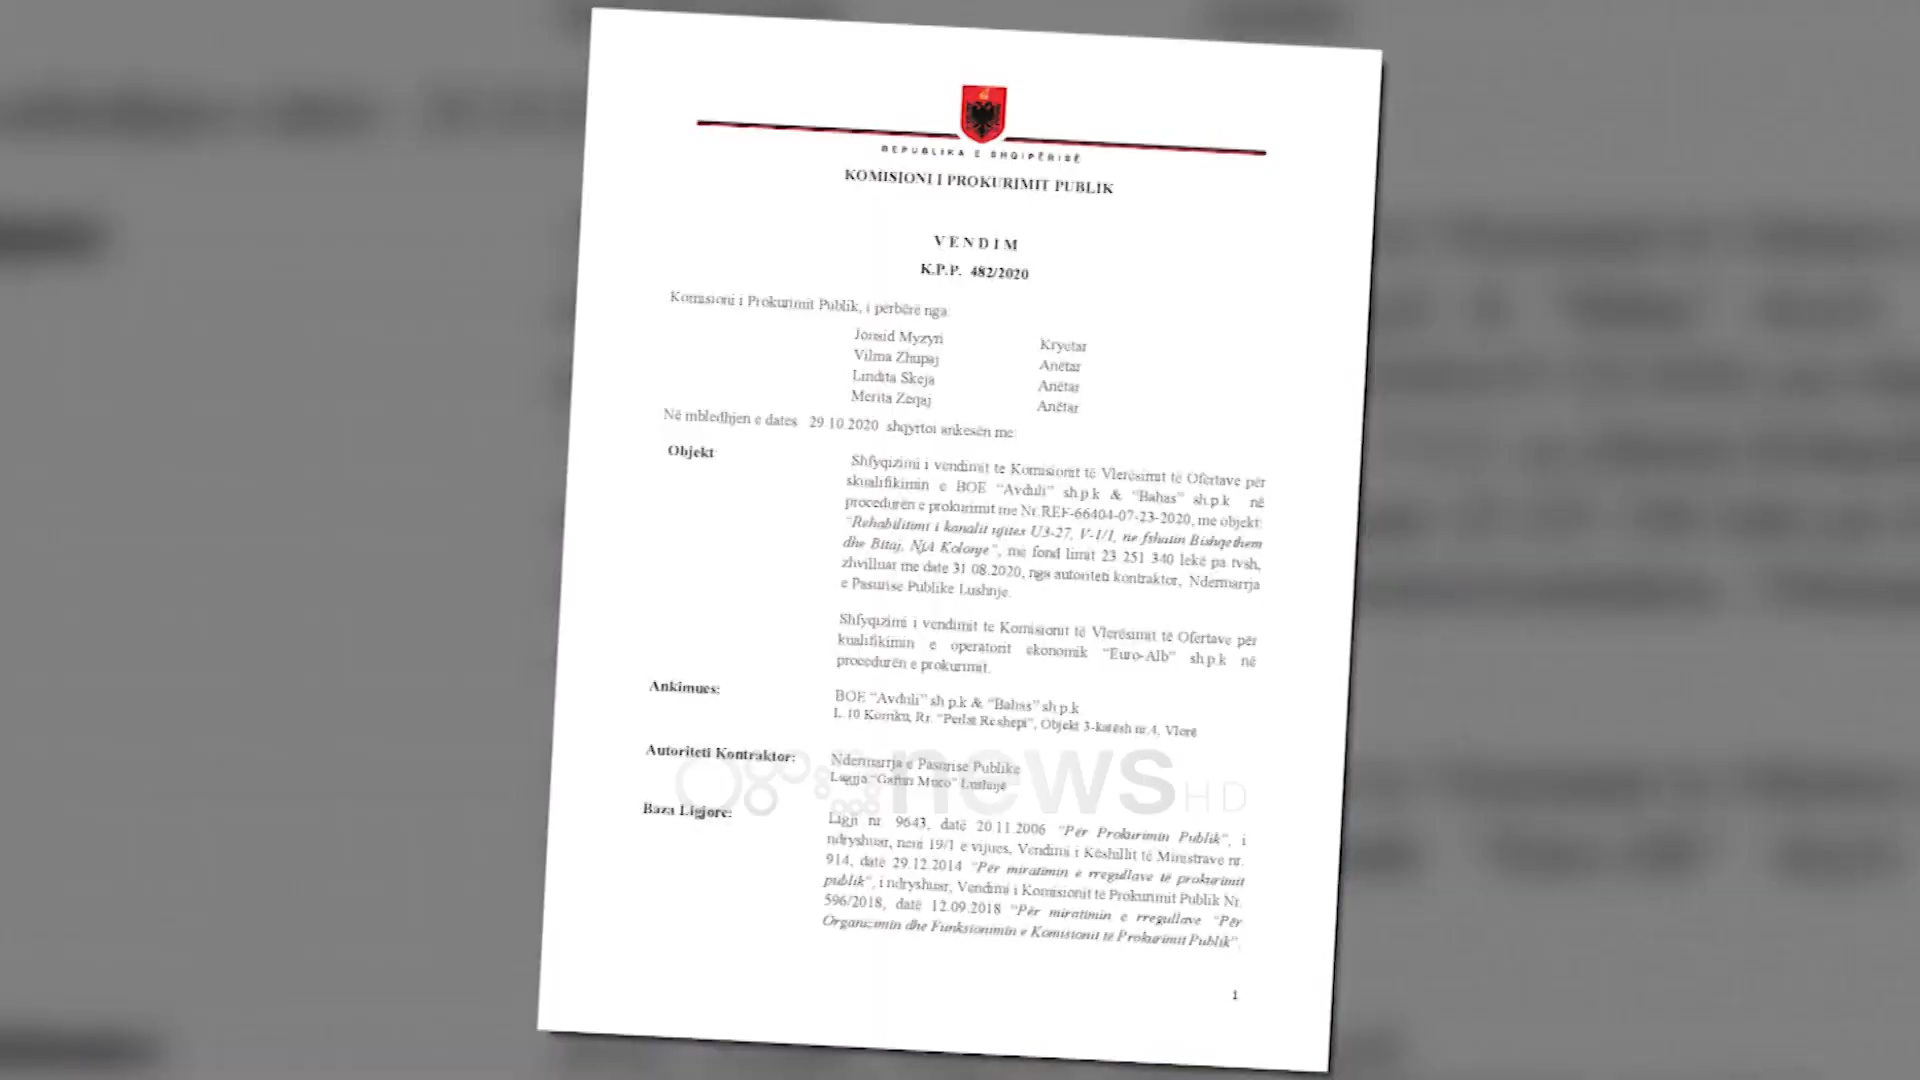 REPUBLIKA E SHQIPËRISË
KOMISIONI I PROKURIMIT PUBLIK
VENDIM
K.P.P. 482/2020
Komisioni i Prokurimit Publik, i përbërë nga:
Jonaid Myzyri Kryetar
Vilma Zhupaj Anëtar
Lindita Skeja Anëtar
Merita Zeqaj Anëtar
Në mbledhjen e dates 29.10.2020 shqyrtoi ankesën me:
Objekt
Shfyqizimi i vendimit te Komisionit të Vlerësimit të Ofertave për
skualifikimin e BOE “Avduli” sh.p.k & “Bahas” sh.p.k në
procedurën e prokurimit me Nr.REF-66404-07-23-2020, me objekt:
“Rehabilitimi i kanalit ujites U3-27, V-1/1, ne fshatin Bishqethem
dhe Bitaj, NjA Kolonje”, me fond limit 23 251 340 lekë pa tvsh,
zhvilluar me date 31.08.2020, nga autoriteti kontraktor, Ndermarrja
e Pasurise Publike Lushnje.
Shfyqizimi i vendimit te Komisionit të Vlerësimit të Ofertave për
kualifikimin e operatorit ekonomik “Euro-Alb” sh.p.k në
procedurën e prokurimit.
Ankimues:
BOE “Avduli” sh.p.k & “Bahas” sh.p.k
L. 10 Korriku, Rr. “Perlat Rexhepi”, Objekt 3-katësh nr.4, Vlorë
Autoriteti Kontraktor:
Ndermarrja e Pasurise Publike
Lagjja “Gafurr Muco” Lushnjë
news HD
Baza Ligjore:
Ligji nr. 9643, datë 20.11.2006 “Për Prokurimin Publik”, i
ndryshuar, neni 19/1 e vijues, Vendimi i Këshillit të Ministrave nr.
914, datë 29.12.2014 “Për miratimin e rregullave të prokurimit
publik”, i ndryshuar, Vendimi i Komisionit të Prokurimit Publik Nr.
596/2018, datë 12.09.2018 “Për miratimin e rregullave “Për
Organizimin dhe Funksionimin e Komisionit të Prokurimit Publik”,
1